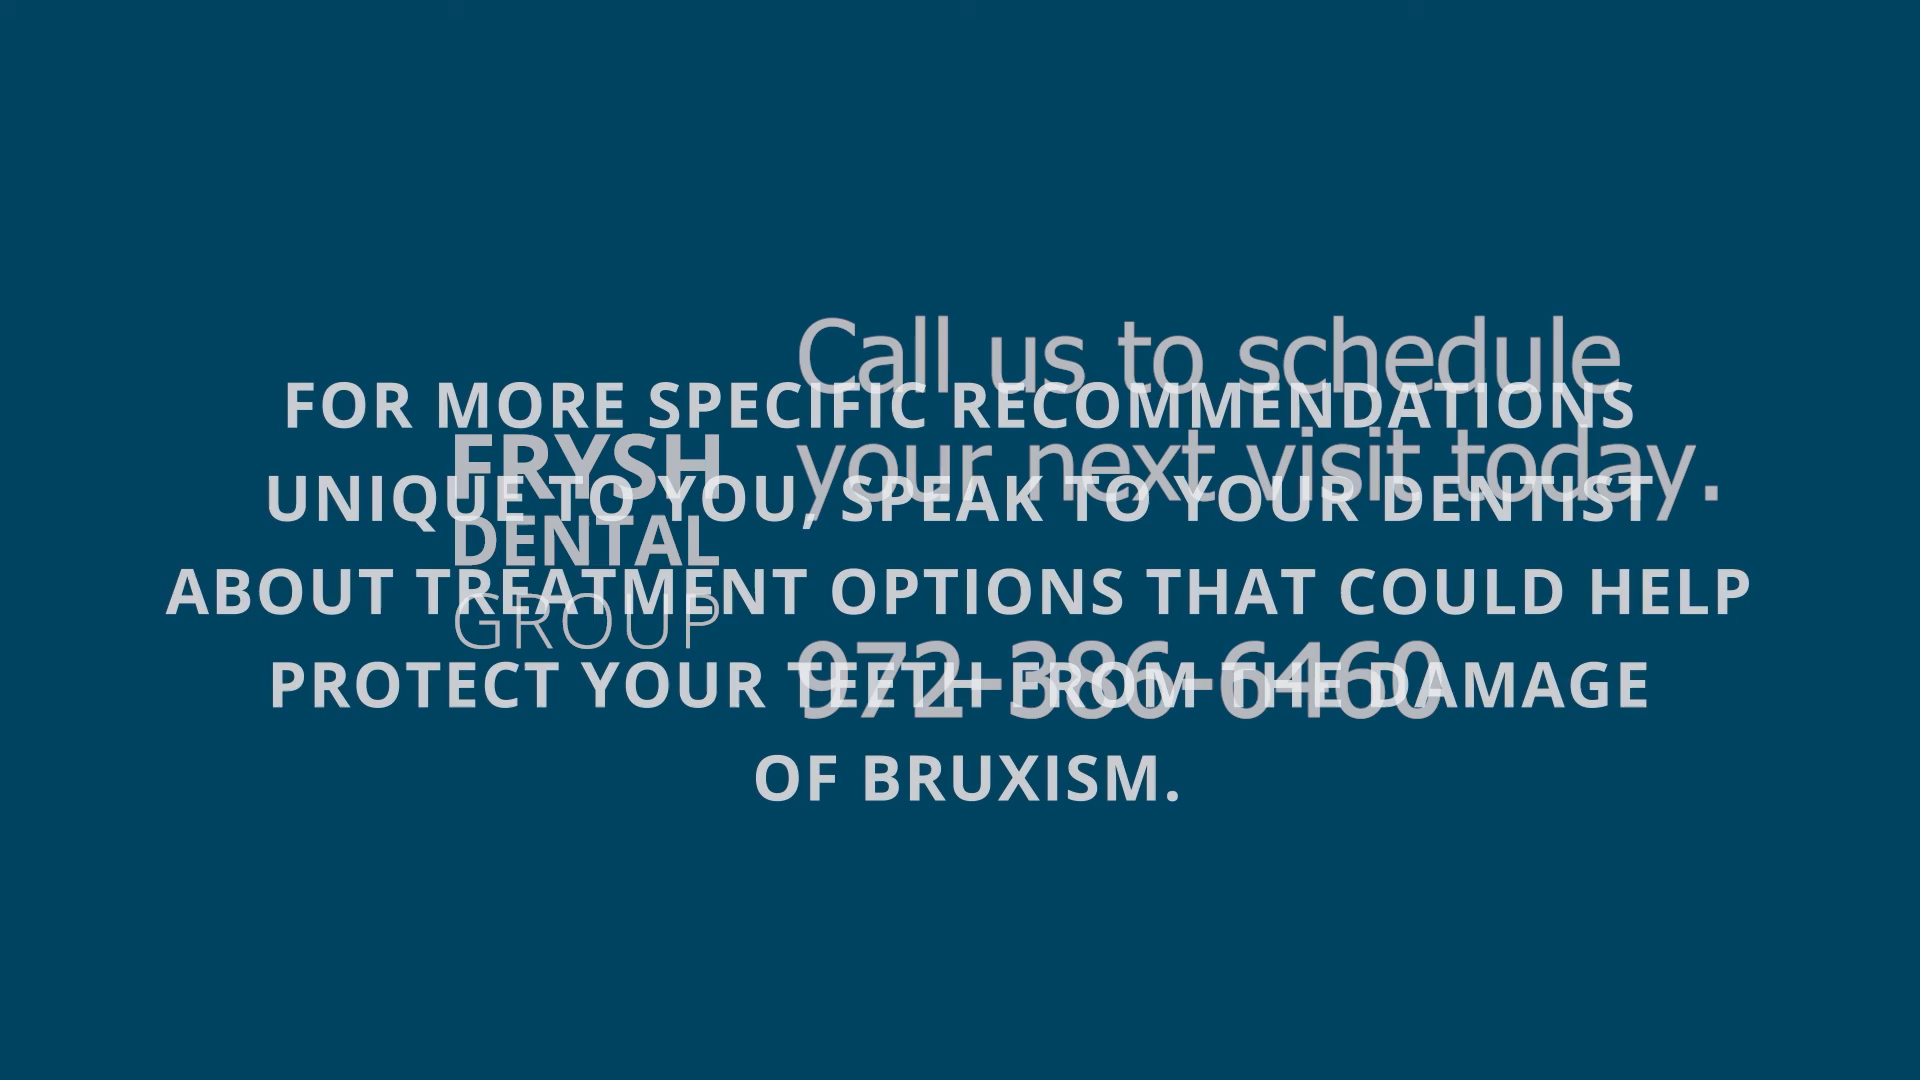 FOR MORE SPECIFIC RECOMMENDATIONS
UNIQUE TO YOU, SPEAK TO YOUR DENTIST
ABOUT TREATMENT OPTIONS THAT COULD HELP
PROTECT YOUR TEETH FROM THE DAMAGE
OF BRUXISM.
FRYSH
DENTAL
GROUP
Call us to schedule
your next visit today.
972-386-6460